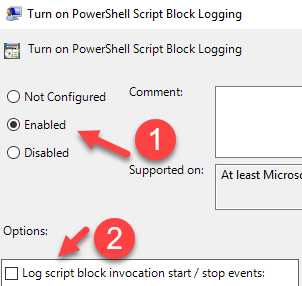 Turn on PowerShell Script Block Logging
Turn on PowerShell Script Block Logging
Not Configured
Comment:
Enabled
1
Disabled
Supported on:
At least Micros
Options:
2
Log script block invocation start / stop events: